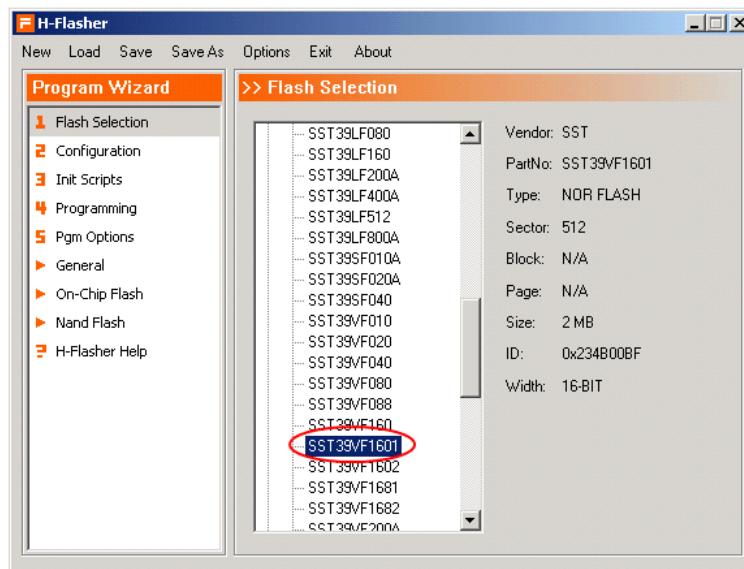 H-Flasher
New Load Save Save As Options Exit About
Program Wizard
1 Flash Selection
2 Configuration
3 Init Scripts
4 Programming
5 Pgm Options
General
On-Chip Flash
Nand Flash
? H-Flasher Help
>> Flash Selection
SST39LF080
SST39LF160
SST39LF200A
SST39LF400A
SST39LF512
SST39LF800A
SST39SF010A
SST39SF020A
SST39SF040
SST39VF010
SST39VF020
SST39VF040
SST39VF080
SST39VF088
SST39VF160
SST39VF1601
SST39VF1602
SST39VF1681
SST39VF1682
SST39VF200A
Vendor: SST
PartNo: SST39VF1601
Type: NOR FLASH
Sector: 512
Block: N/A
Page: N/A
Size: 2 MB
ID: 0x234B00BF
Width: 16-BIT